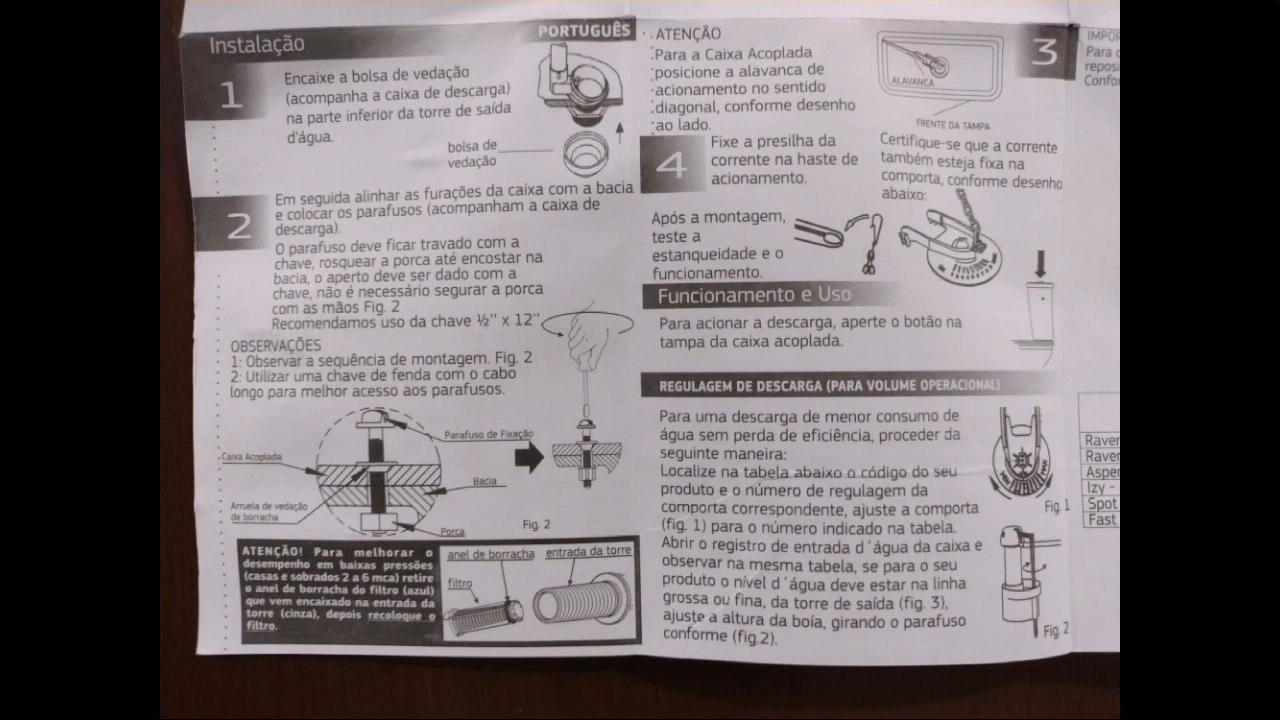 Instalação
PORTUGUÊS
1
Encaixe a bolsa de vedação
(acompanha a caixa de descarga)
na parte inferior da torre de saída
d'água.
bolsa de
vedação
2
Em seguida alinhar as furações da caixa com a bacia
e colocar os parafusos (acompanham a caixa de
descarga).
O parafuso deve ficar travado com a
chave, rosquear a porca até encostar na
bacia, o aperto deve ser dado com a
chave, não é necessário segurar a porca
com as mãos Fig. 2
Recomendamos uso da chave ½" x 12"
OBSERVAÇÕES
1: Observar a sequência de montagem. Fig. 2
2: Utilizar uma chave de fenda com o cabo
longo para melhor acesso aos parafusos.
Parafuso de Fixação
Caixa Acoplada
Bacia
Arruela de vedação
de borracha
Porca
Fig. 2
ATENÇÃO! Para melhorar o
desempenho em baixas pressões
(casas e sobrados 2 a 6 mca) retire
o anel de borracha do filtro (azul)
que vem encaixado na entrada da
torre (cinza), depois recoloque o
filtro.
anel de borracha
entrada da torre
filtro
ATENÇÃO
Para a Caixa Acoplada
posicione a alavanca de
acionamento no sentido
diagonal, conforme desenho
ao lado.
ALAVANCA
FRENTE DA TAMPA
3
4
Fixe a presilha da
corrente na haste de
acionamento.
Certifique-se que a corrente
também esteja fixa na
comporta, conforme desenho
abaixo:
Após a montagem,
teste a
estanqueidade e o
funcionamento.
Funcionamento e Uso
Para acionar a descarga, aperte o botão na
tampa da caixa acoplada.
REGULAGEM DE DESCARGA (PARA VOLUME OPERACIONAL)
Para uma descarga de menor consumo de
água sem perda de eficiência, proceder da
seguinte maneira:
Localize na tabela abaixo o código do seu
produto e o número de regulagem da
comporta correspondente, ajuste a comporta
(fig. 1) para o número indicado na tabela.
Abrir o registro de entrada d´água da caixa e
observar na mesma tabela, se para o seu
produto o nível d´água deve estar na linha
grossa ou fina, da torre de saída (fig. 3),
ajuste a altura da boía, girando o parafuso
conforme (fig.2).
Fig. 1
Fig. 2
IMPOR
Para
reposi
Confo
Raver
Raver
Asper
Izy -
Spot
Fast